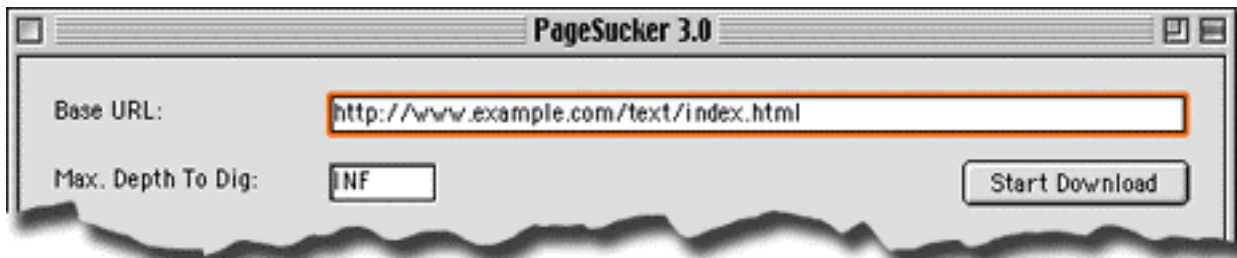 PageSucker 3.0
Base URL: http://www.example.com/text/index.html
Max. Depth To Dig: INF Start Download